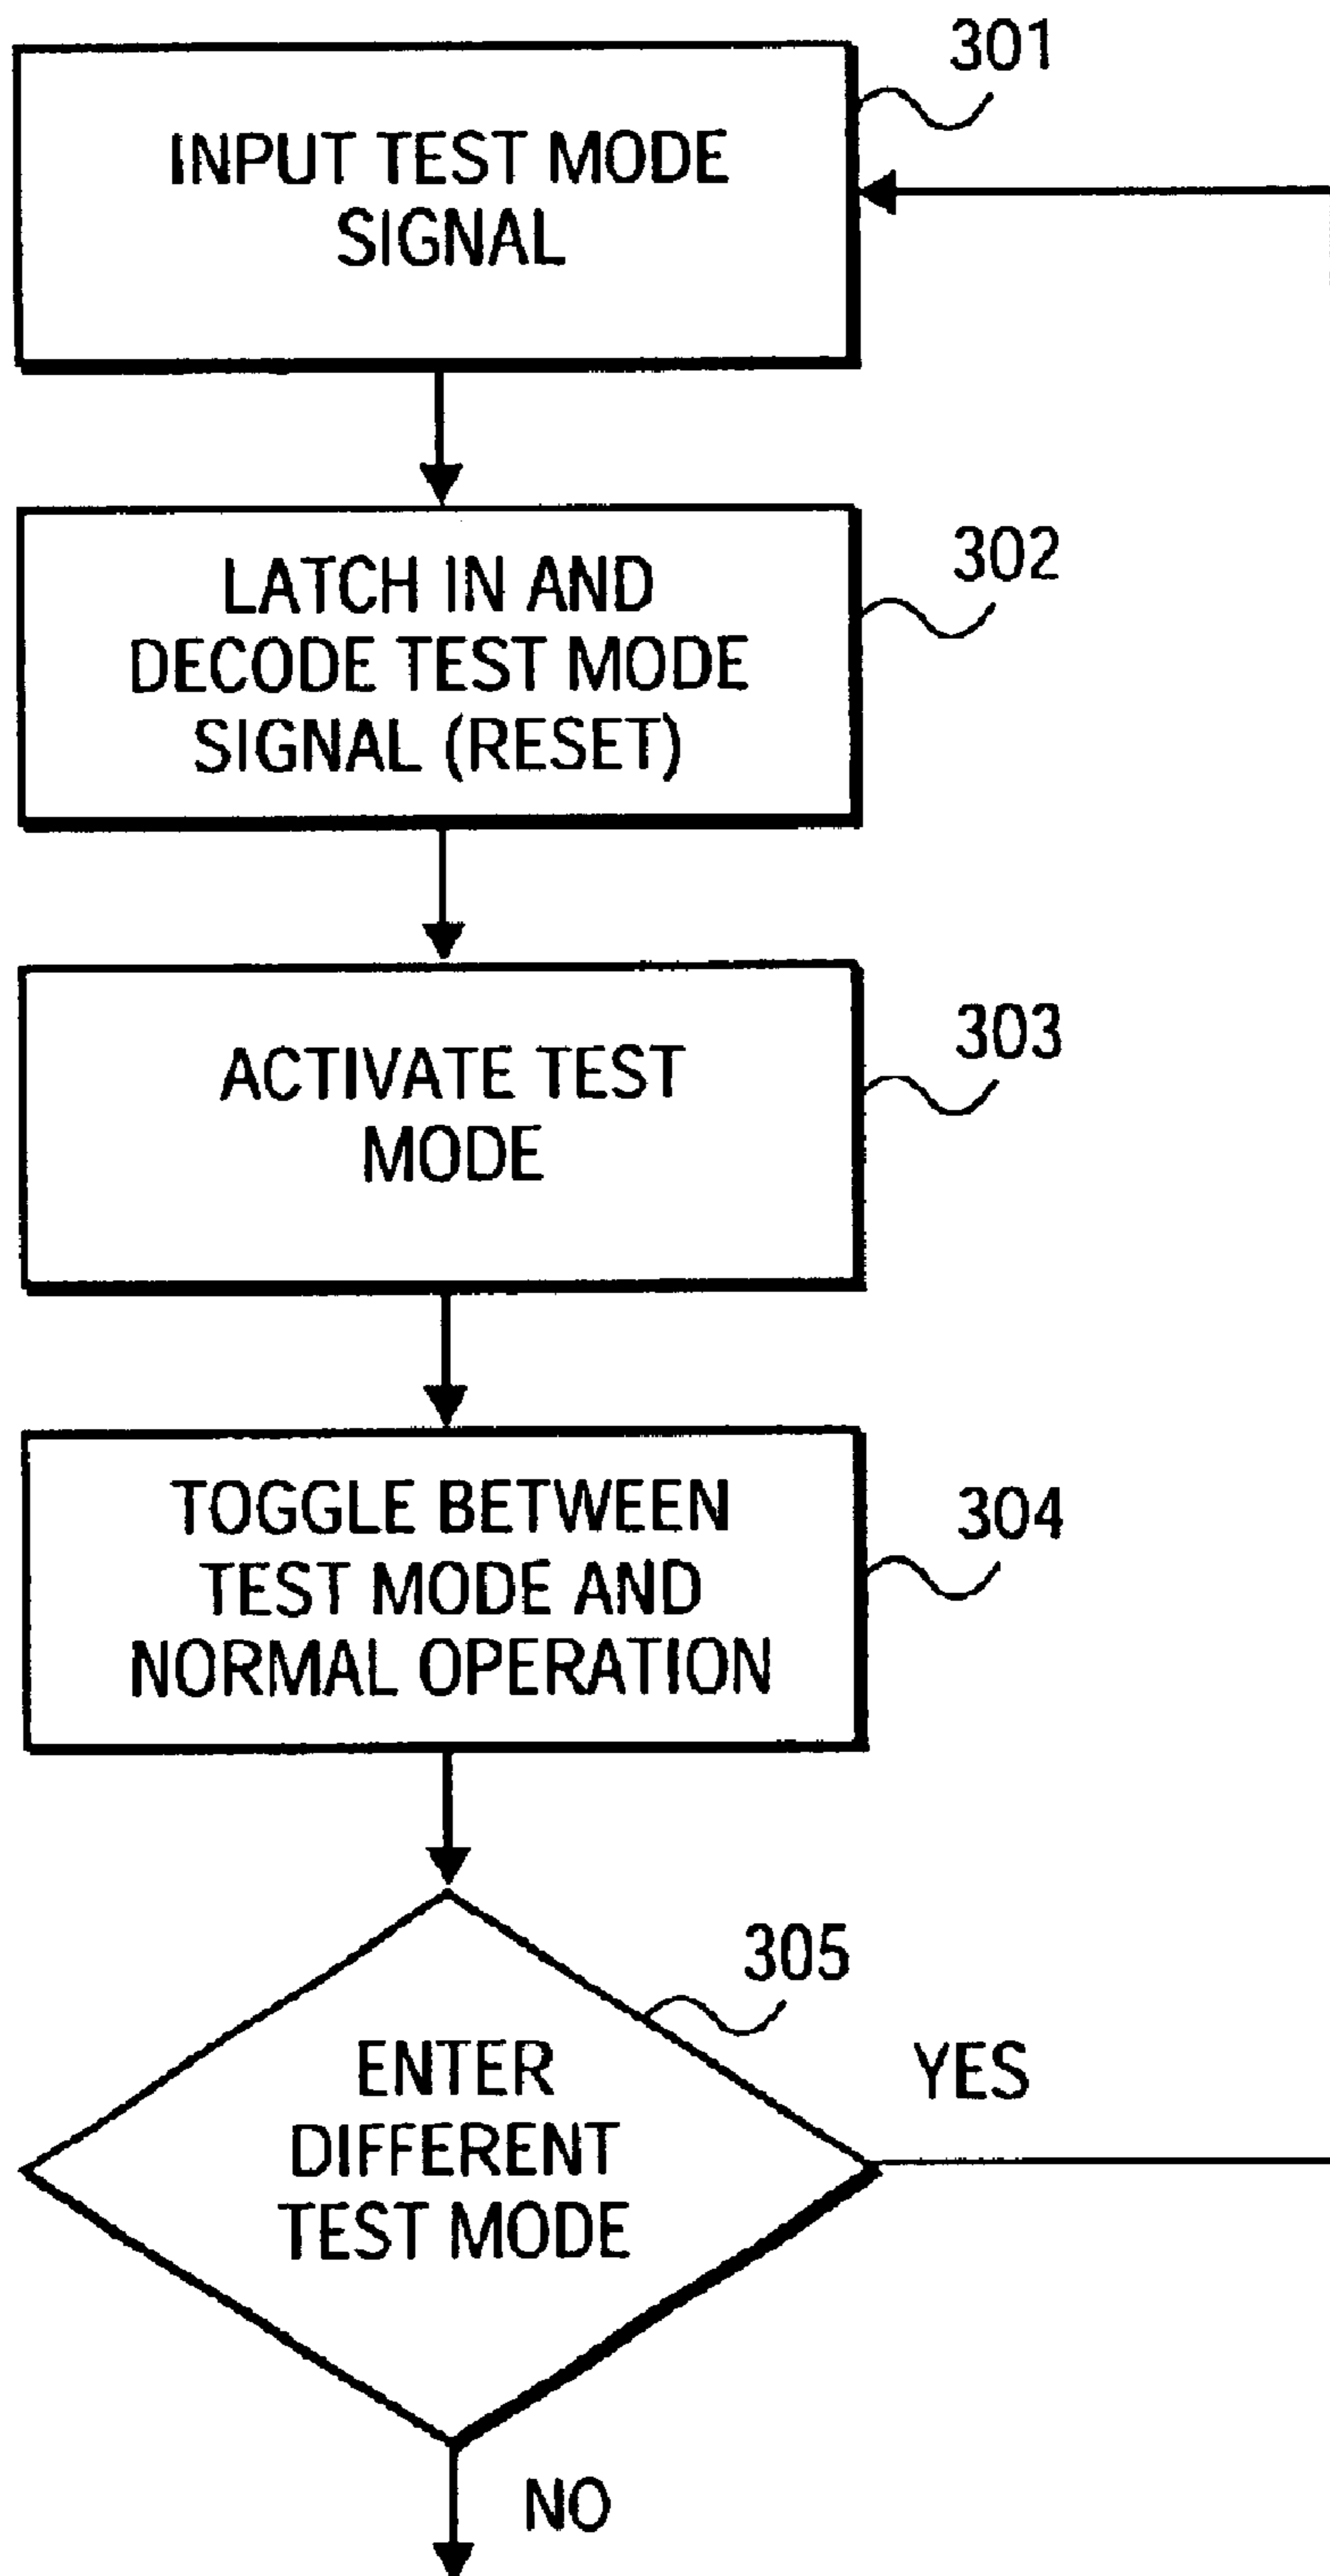 301
INPUT TEST MODE
SIGNAL
302
LATCH IN AND
DECODE TEST MODE
SIGNAL (RESET)
303
ACTIVATE TEST
MODE
304
TOGGLE BETWEEN
TEST MODE AND
NORMAL OPERATION
305
ENTER
DIFFERENT
TEST MODE
YES
NO